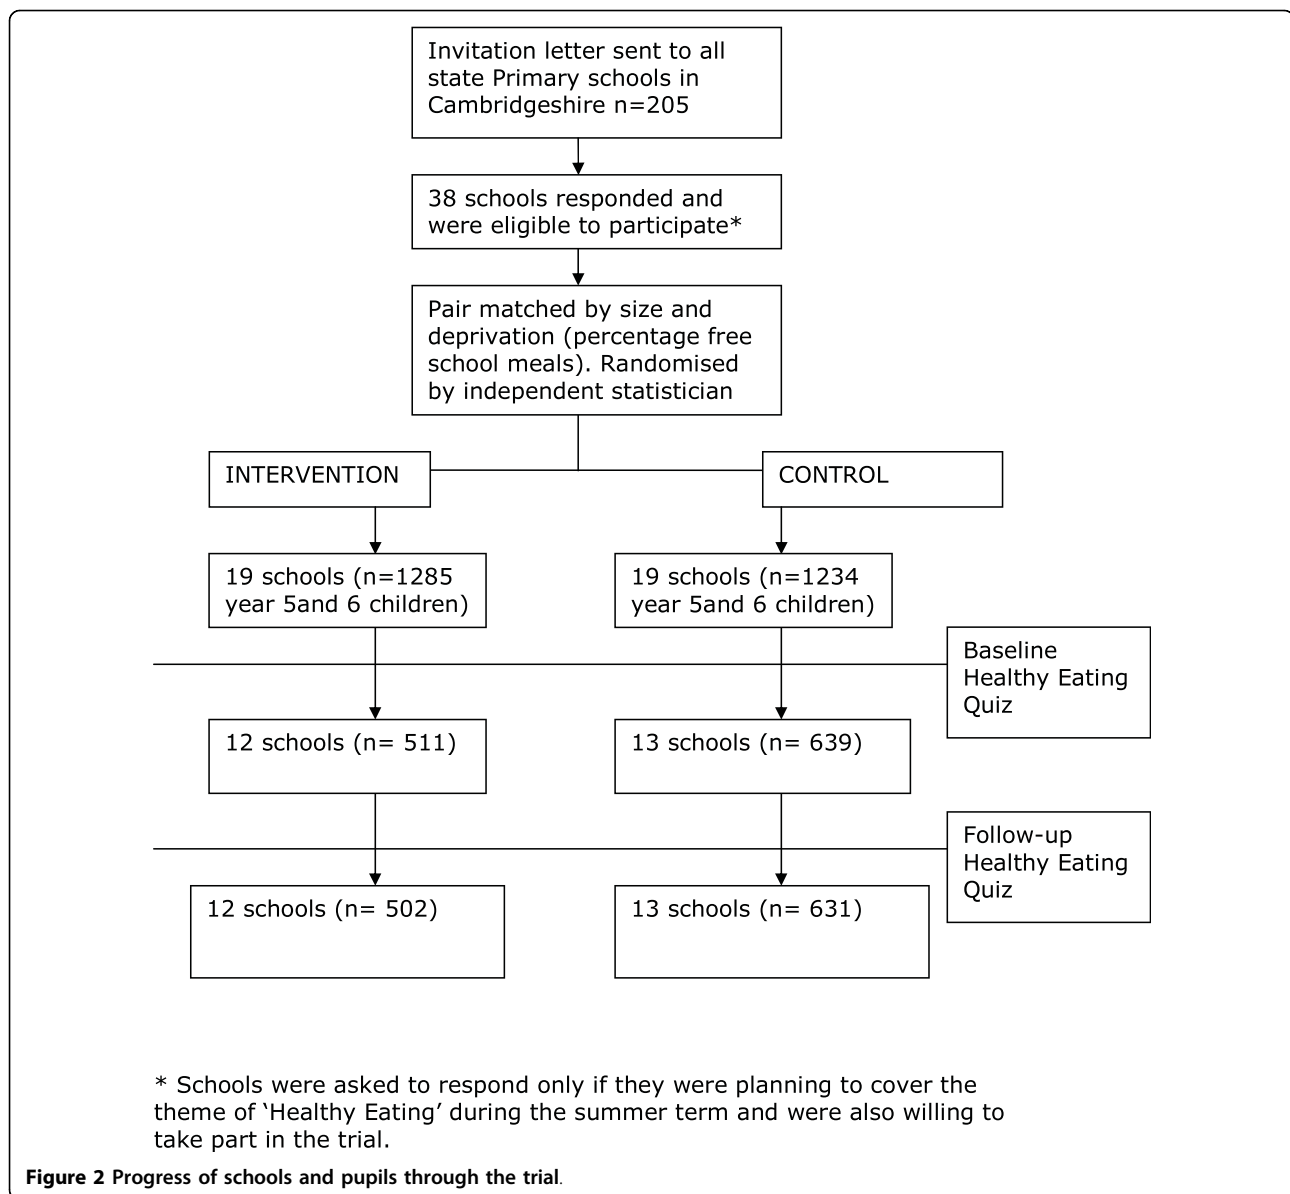 Invitation letter sent to all
state Primary schools in
Cambridgeshire n=205
38 schools responded and
were eligible to participate*
Pair matched by size and
deprivation (percentage free
school meals). Randomised
by independent statistician
INTERVENTION
CONTROL
19 schools (n=1285
year 5and 6 children)
19 schools (n=1234
year 5and 6 children)
Baseline
Healthy Eating
Quiz
12 schools (n= 511)
13 schools (n= 639)
Follow-up
Healthy Eating
Quiz
12 schools (n= 502)
13 schools (n= 631)
* Schools were asked to respond only if they were planning to cover the
theme of ‘Healthy Eating’ during the summer term and were also willing to
take part in the trial.
Figure 2 Progress of schools and pupils through the trial.